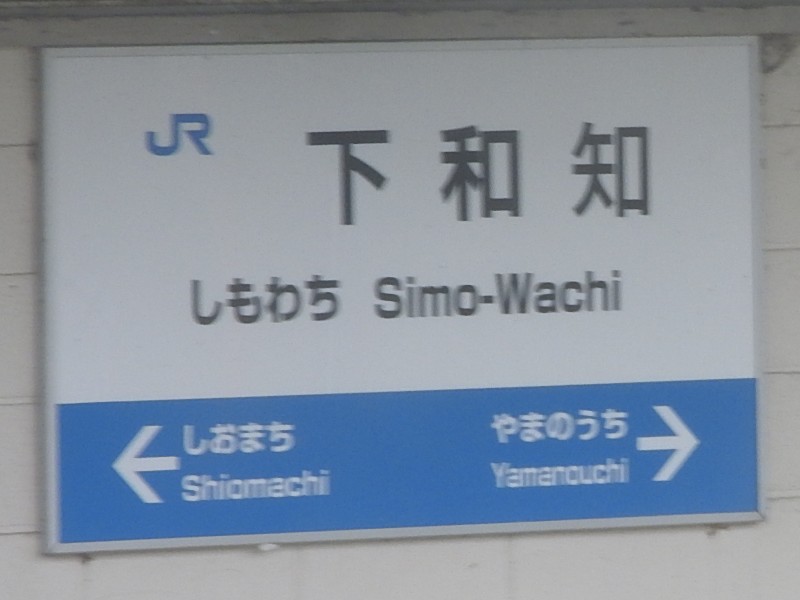 JR
下和知
しもわち Simo-Wachi
しおまち
Shiomachi
やまのうち
Yamanouchi